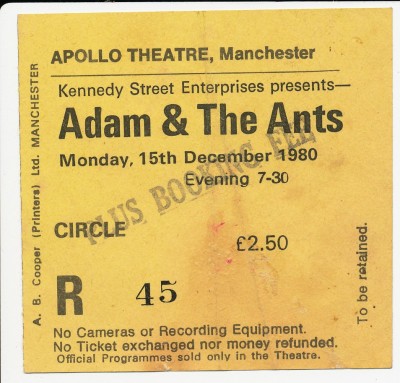 APOLLO THEATRE, Manchester
Kennedy Street Enterprises presents—
Adam & The Ants
Monday, 15th December 1980
Evening 7-30
PLUS BOOKING FEE
CIRCLE
£2.50
R 45
No Cameras or Recording Equipment.
No Ticket exchanged nor money refunded.
Official Programmes sold only in the Theatre.
A. B. Cooper (Printers) Ltd. MANCHESTER
To be retained.